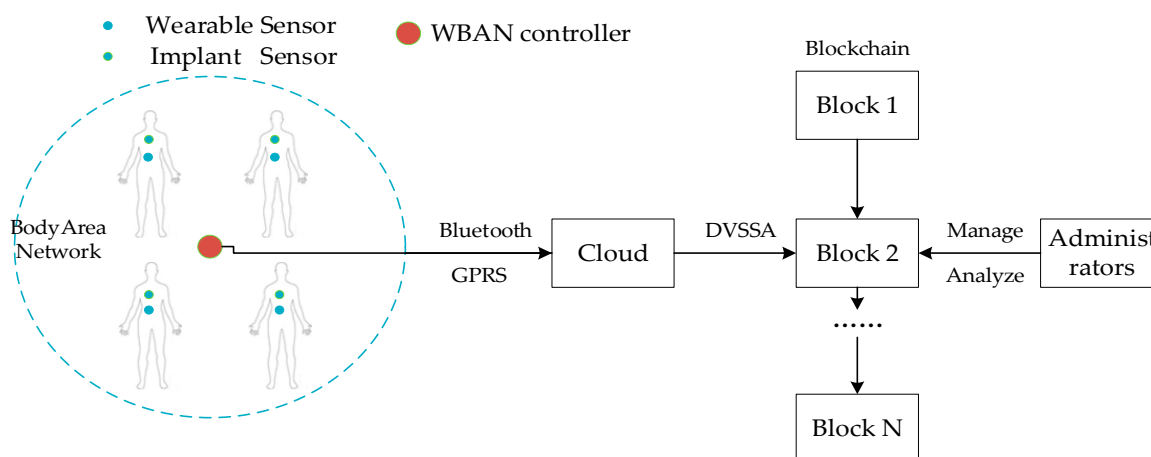 Wearable Sensor
Implant Sensor
WBAN controller
Body Area
Network
Bluetooth
GPRS
Cloud
DVSSA
Blockchain
Block 1
Block 2
......
Block N
Manage
Analyze
Administ
rators